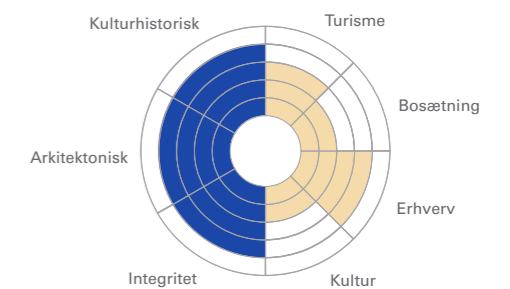 Kulturhistorisk
Turisme
Bosætning
Arkitektonisk
Erhverv
Integritet
Kultur